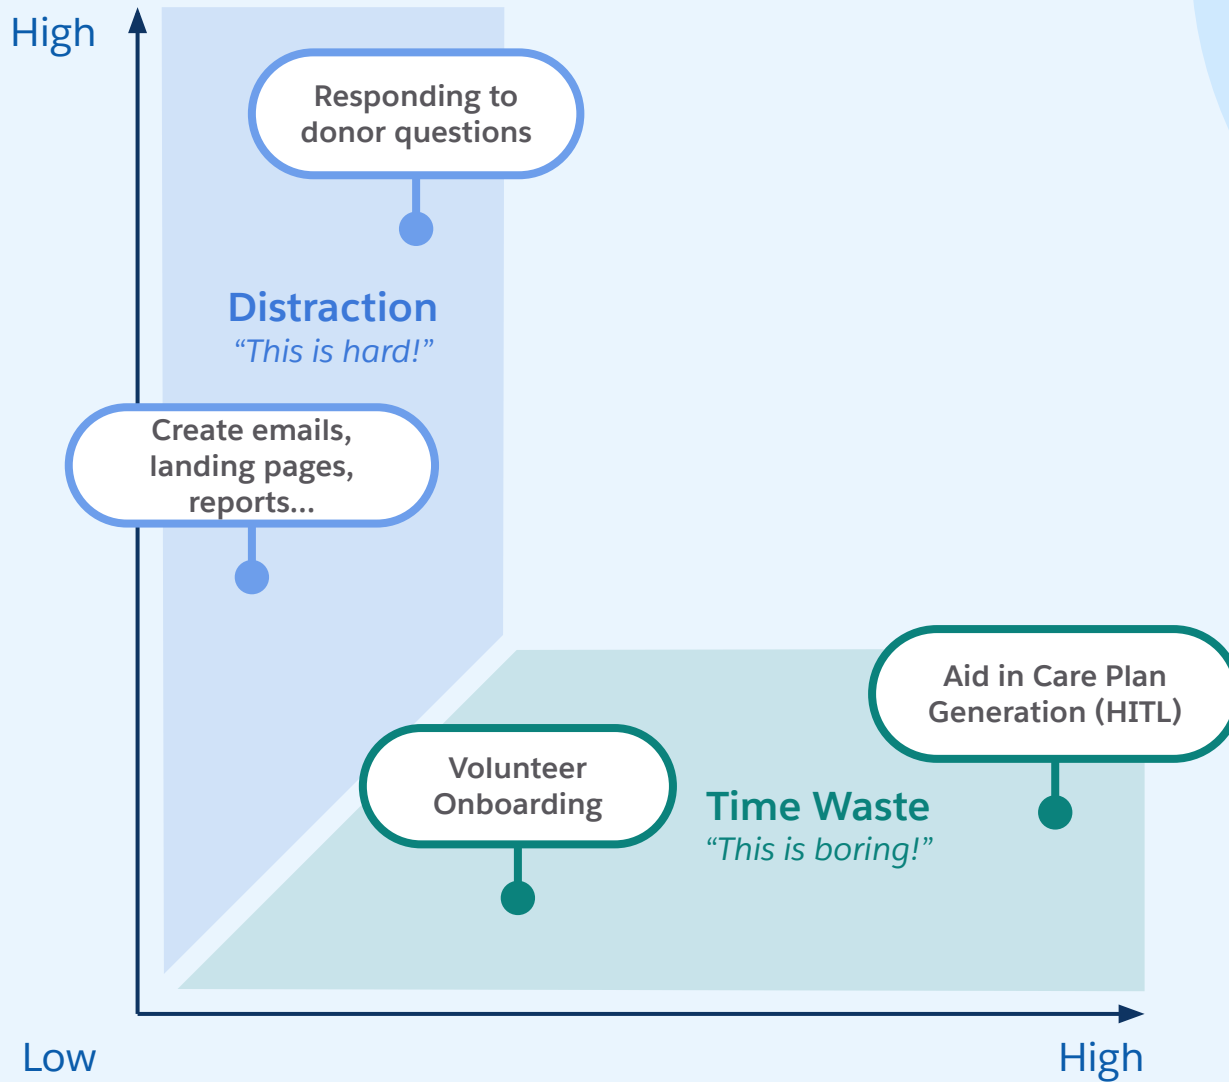 High
Responding to
donor questions
Distraction
“This is hard!”
Create emails,
landing pages,
reports...
Aid in Care Plan
Generation (HITL)
Volunteer
Onboarding
Time Waste
“This is boring!”
Low
High